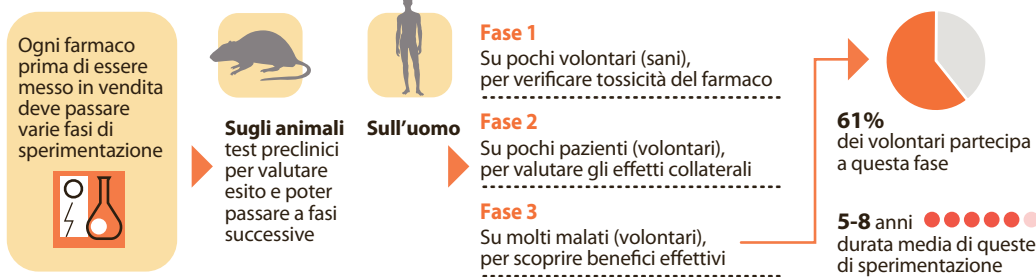 Ogni farmaco
prima di essere
messo in vendita
deve passare
varie fasi di
sperimentazione
Sugli animali
test preclinici
per valutare
esito e poter
passare a fasi
successive
Sull'uomo
Fase 1
Su pochi volontari (sani),
per verificare tossicità del farmaco
Fase 2
Su pochi pazienti (volontari),
per valutare gli effetti collaterali
Fase 3
Su molti malati (volontari),
per scoprire benefici effettivi
61%
dei volontari partecipa
a questa fase
5-8 anni
durata media di queste
di sperimentazione